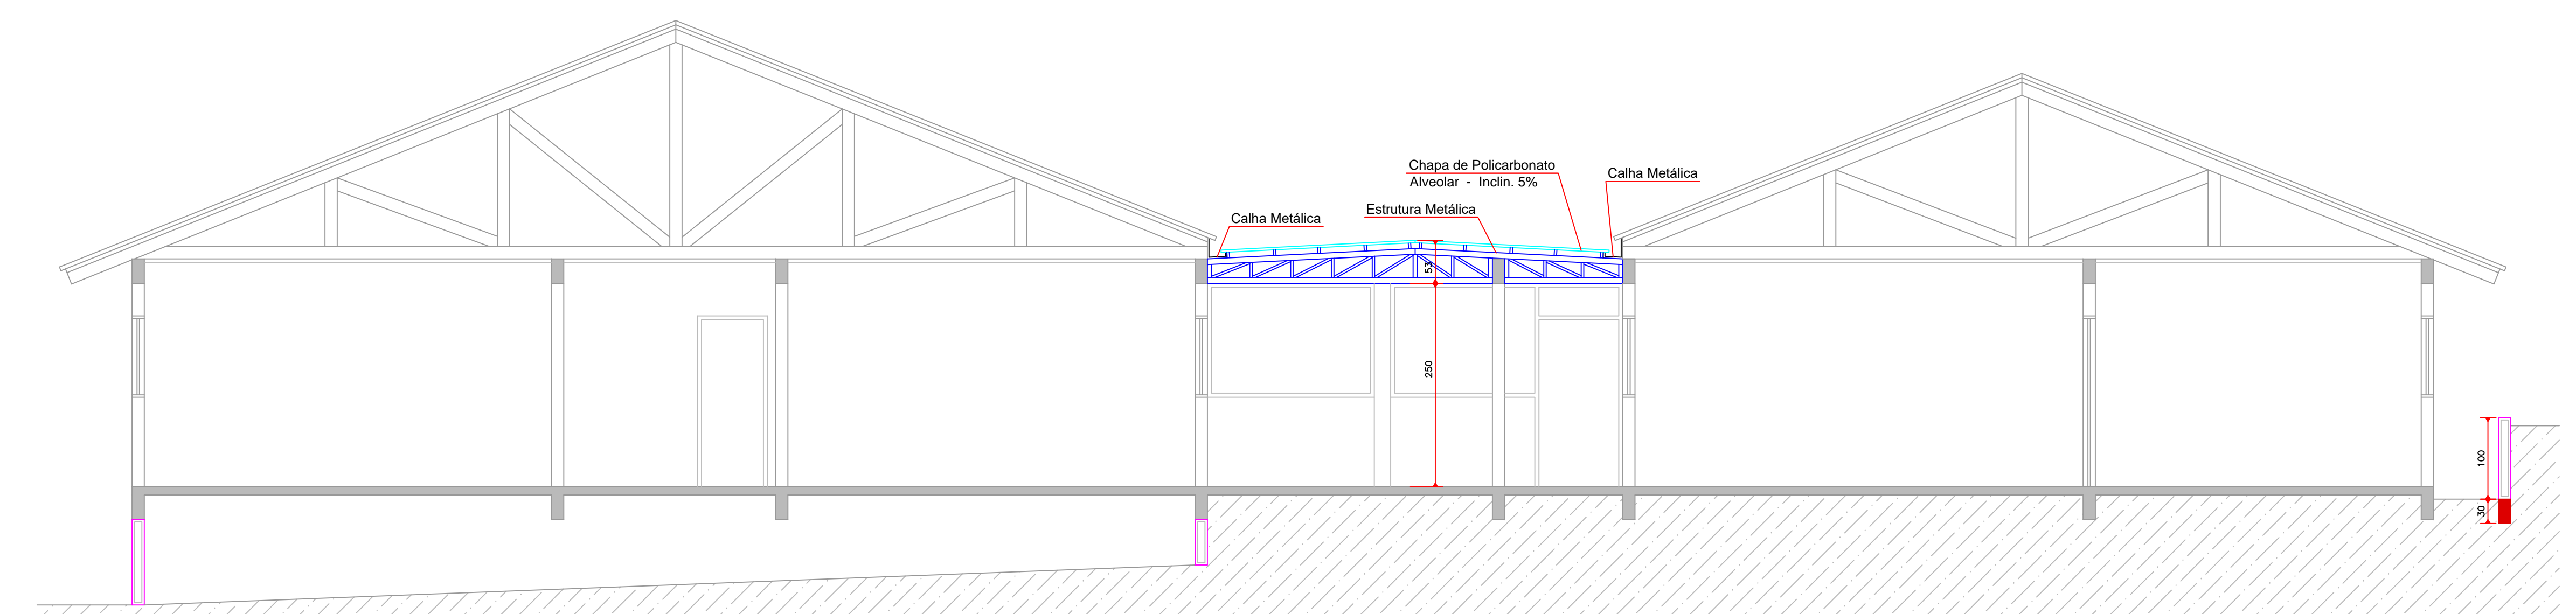 Chapa de Policarbonato
Alveolar - Inclin. 5%
Calha Metálica
Estrutura Metálica
Calha Metálica
53
250
100
30